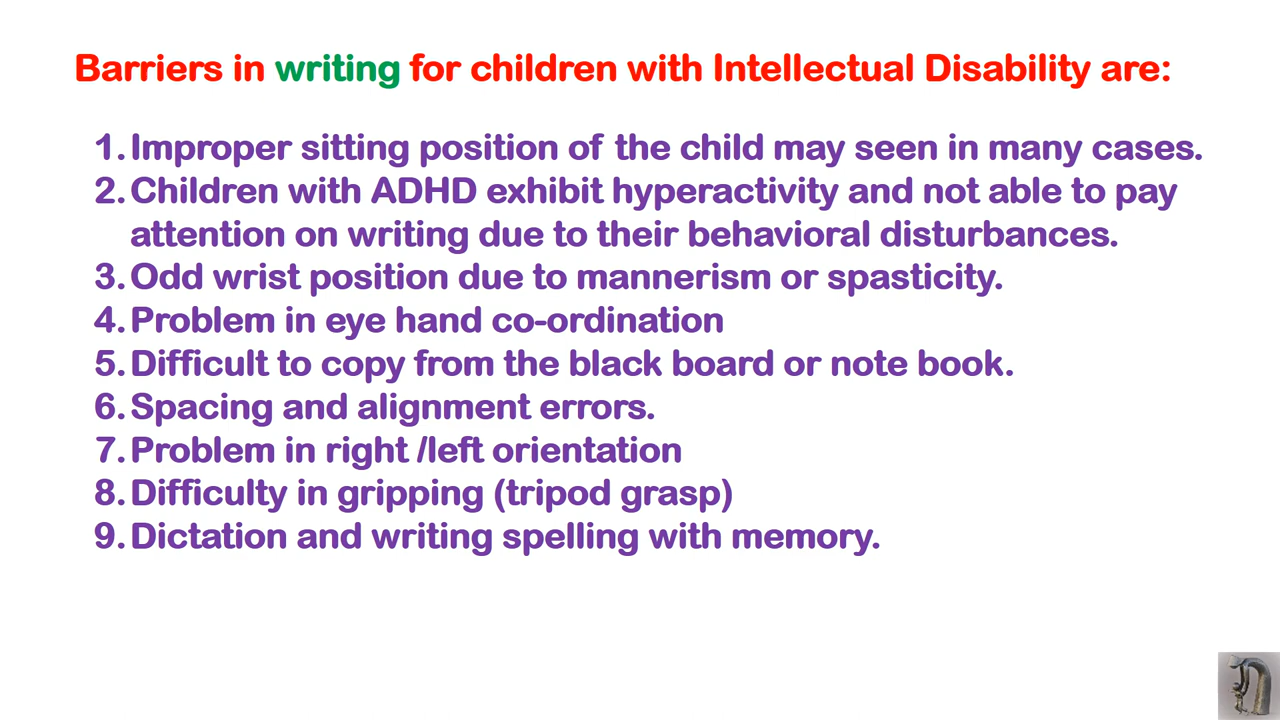 Barriers in writing for children with Intellectual Disability are:
1. Improper sitting position of the child may seen in many cases.
2. Children with ADHD exhibit hyperactivity and not able to pay
attention on writing due to their behavioral disturbances.
3. Odd wrist position due to mannerism or spasticity.
4. Problem in eye hand co-ordination
5. Difficult to copy from the black board or note book.
6. Spacing and alignment errors.
7. Problem in right /left orientation
8. Difficulty in gripping (tripod grasp)
9. Dictation and writing spelling with memory.